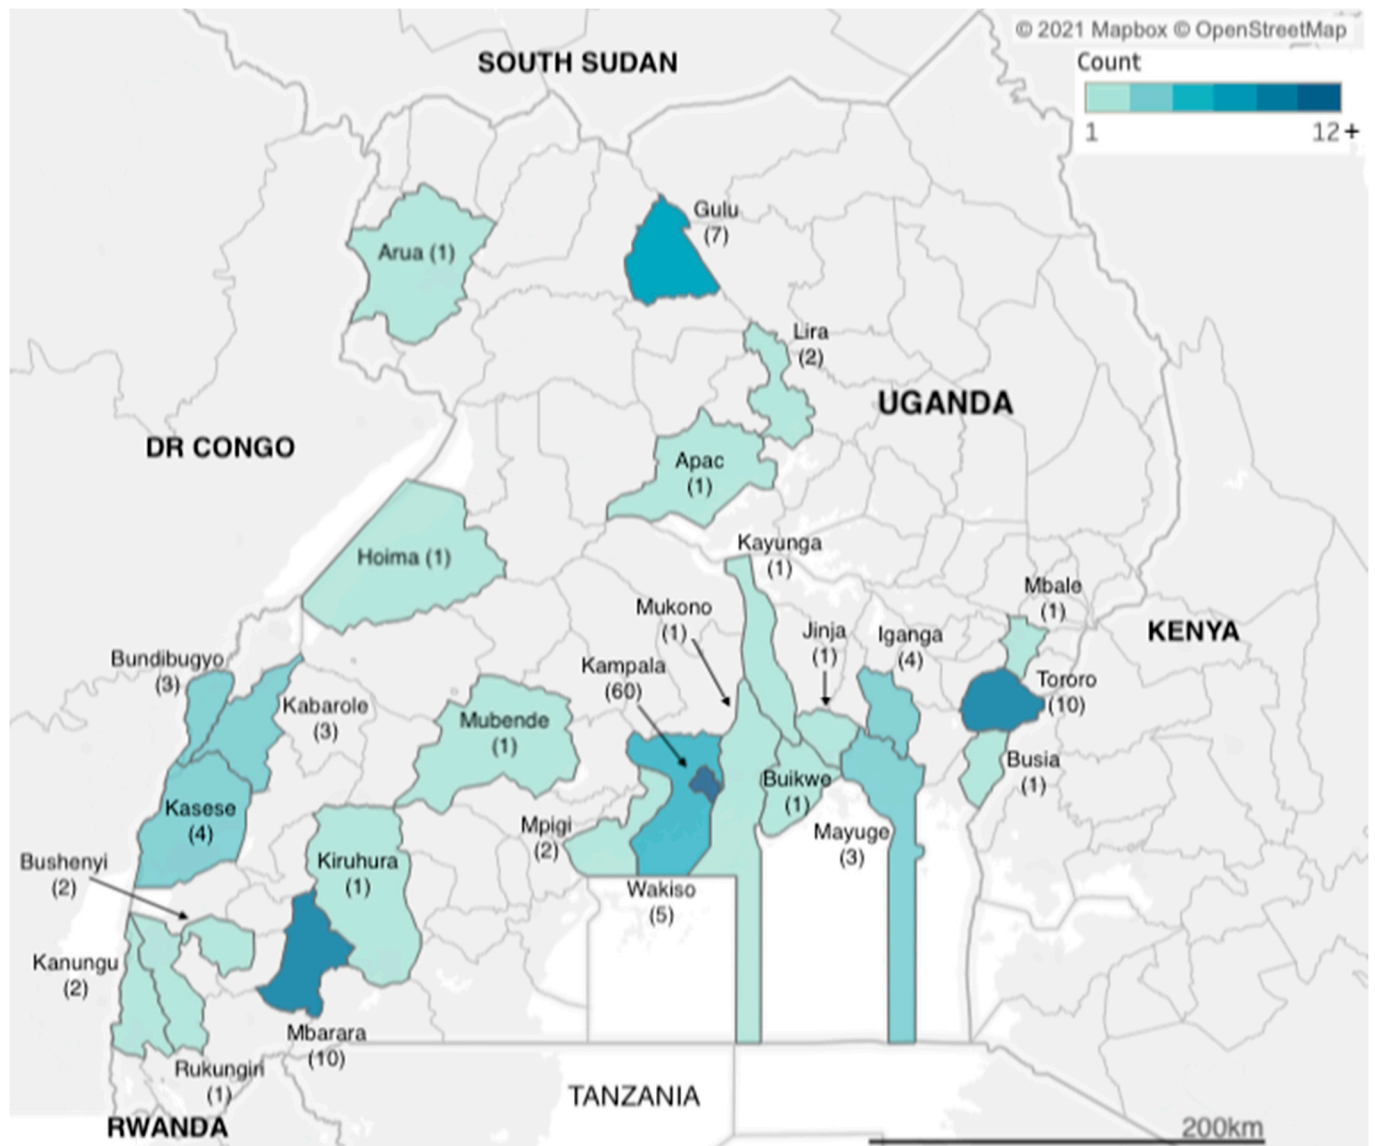 © 2021 Mapbox © OpenStreetMap
SOUTH SUDAN
Count
1 12+
Gulu
(7)
Arua (1)
Lira
(2)
UGANDA
DR CONGO
Apac
(1)
Kayunga
(1)
Hoima (1)
Mbale
(1)
Mukono
(1)
Jinja
(1)
Iganga
(4)
KENYA
Bundibugyo
(3)
Kampala
(60)
Tororo
(10)
Kabarole
(3)
Mubende
(1)
Busia
(1)
Buikwe
(1)
Kasese
(4)
Mpigi
(2)
Mayuge
(3)
Bushenyi
(2)
Kiruhura
(1)
Wakiso
(5)
Kanungu
(2)
Mbarara
(10)
Rukungiri
(1)
TANZANIA
RWANDA
200km